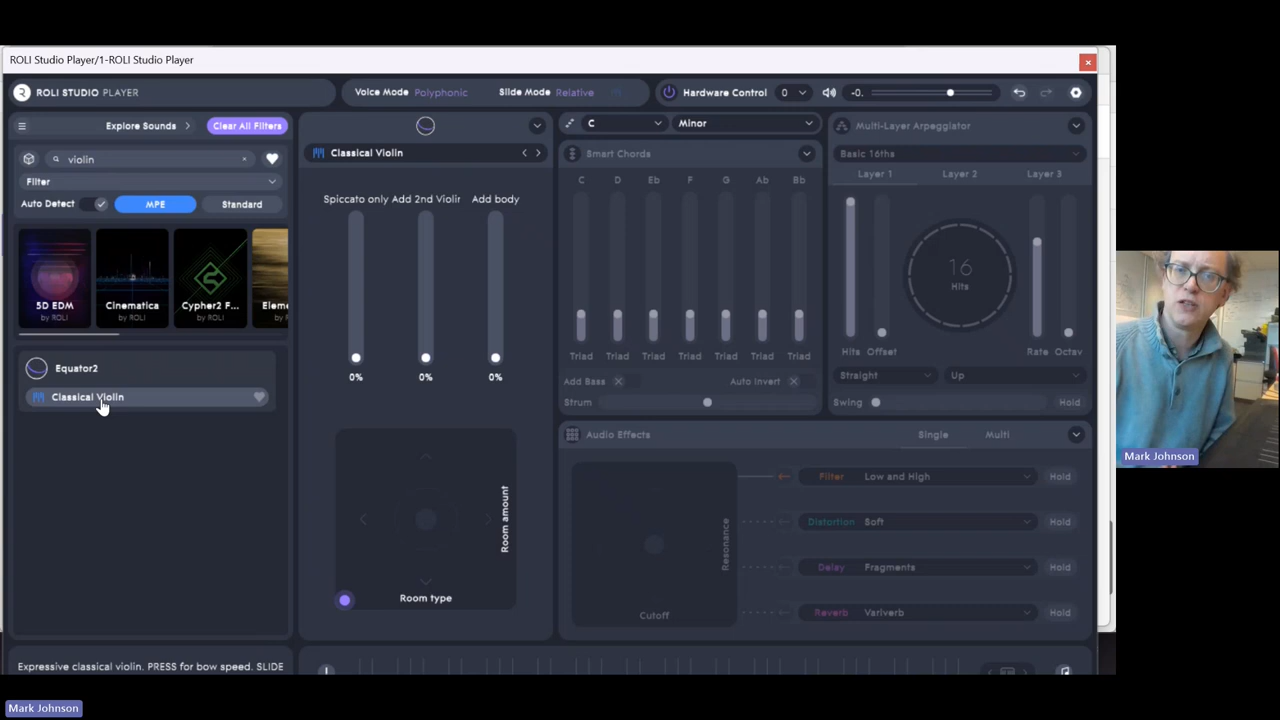 ROLI Studio Player/1-ROLI Studio Player
ROLI STUDIO PLAYER
Voice Mode Polyphonic Slide Mode Relative
Hardware Control 0 -0.
Explore Sounds Clear All Filters
violin
Filter
Auto Detect MPE Standard
5D EDM
by ROLI
Cinematica
by ROLI
Cypher2 F...
by ROLI
Eleme
by
Equator2
Classical Violin
Expressive classical violin. PRESS for bow speed. SLIDE
Classical Violin
Spiccato only Add 2nd Violin Add body
0% 0% 0%
Room amount
Room type
C Minor
Smart Chords
C D Eb F G Ab Bb
Triad Triad Triad Triad Triad Triad Triad
Add Bass Auto Invert
Strum
Multi-Layer Arpeggiator
Basic 16ths
Layer 1 Layer 2 Layer 3
16
Hits
Hits Offset Rate Octav
Straight Up
Swing Hold
Audio Effects Single Multi
Resonance
Cutoff
Filter Low and High Hold
Distortion Soft Hold
Delay Fragments Hold
Reverb Variverb Hold
Mark Johnson
Mark Johnson